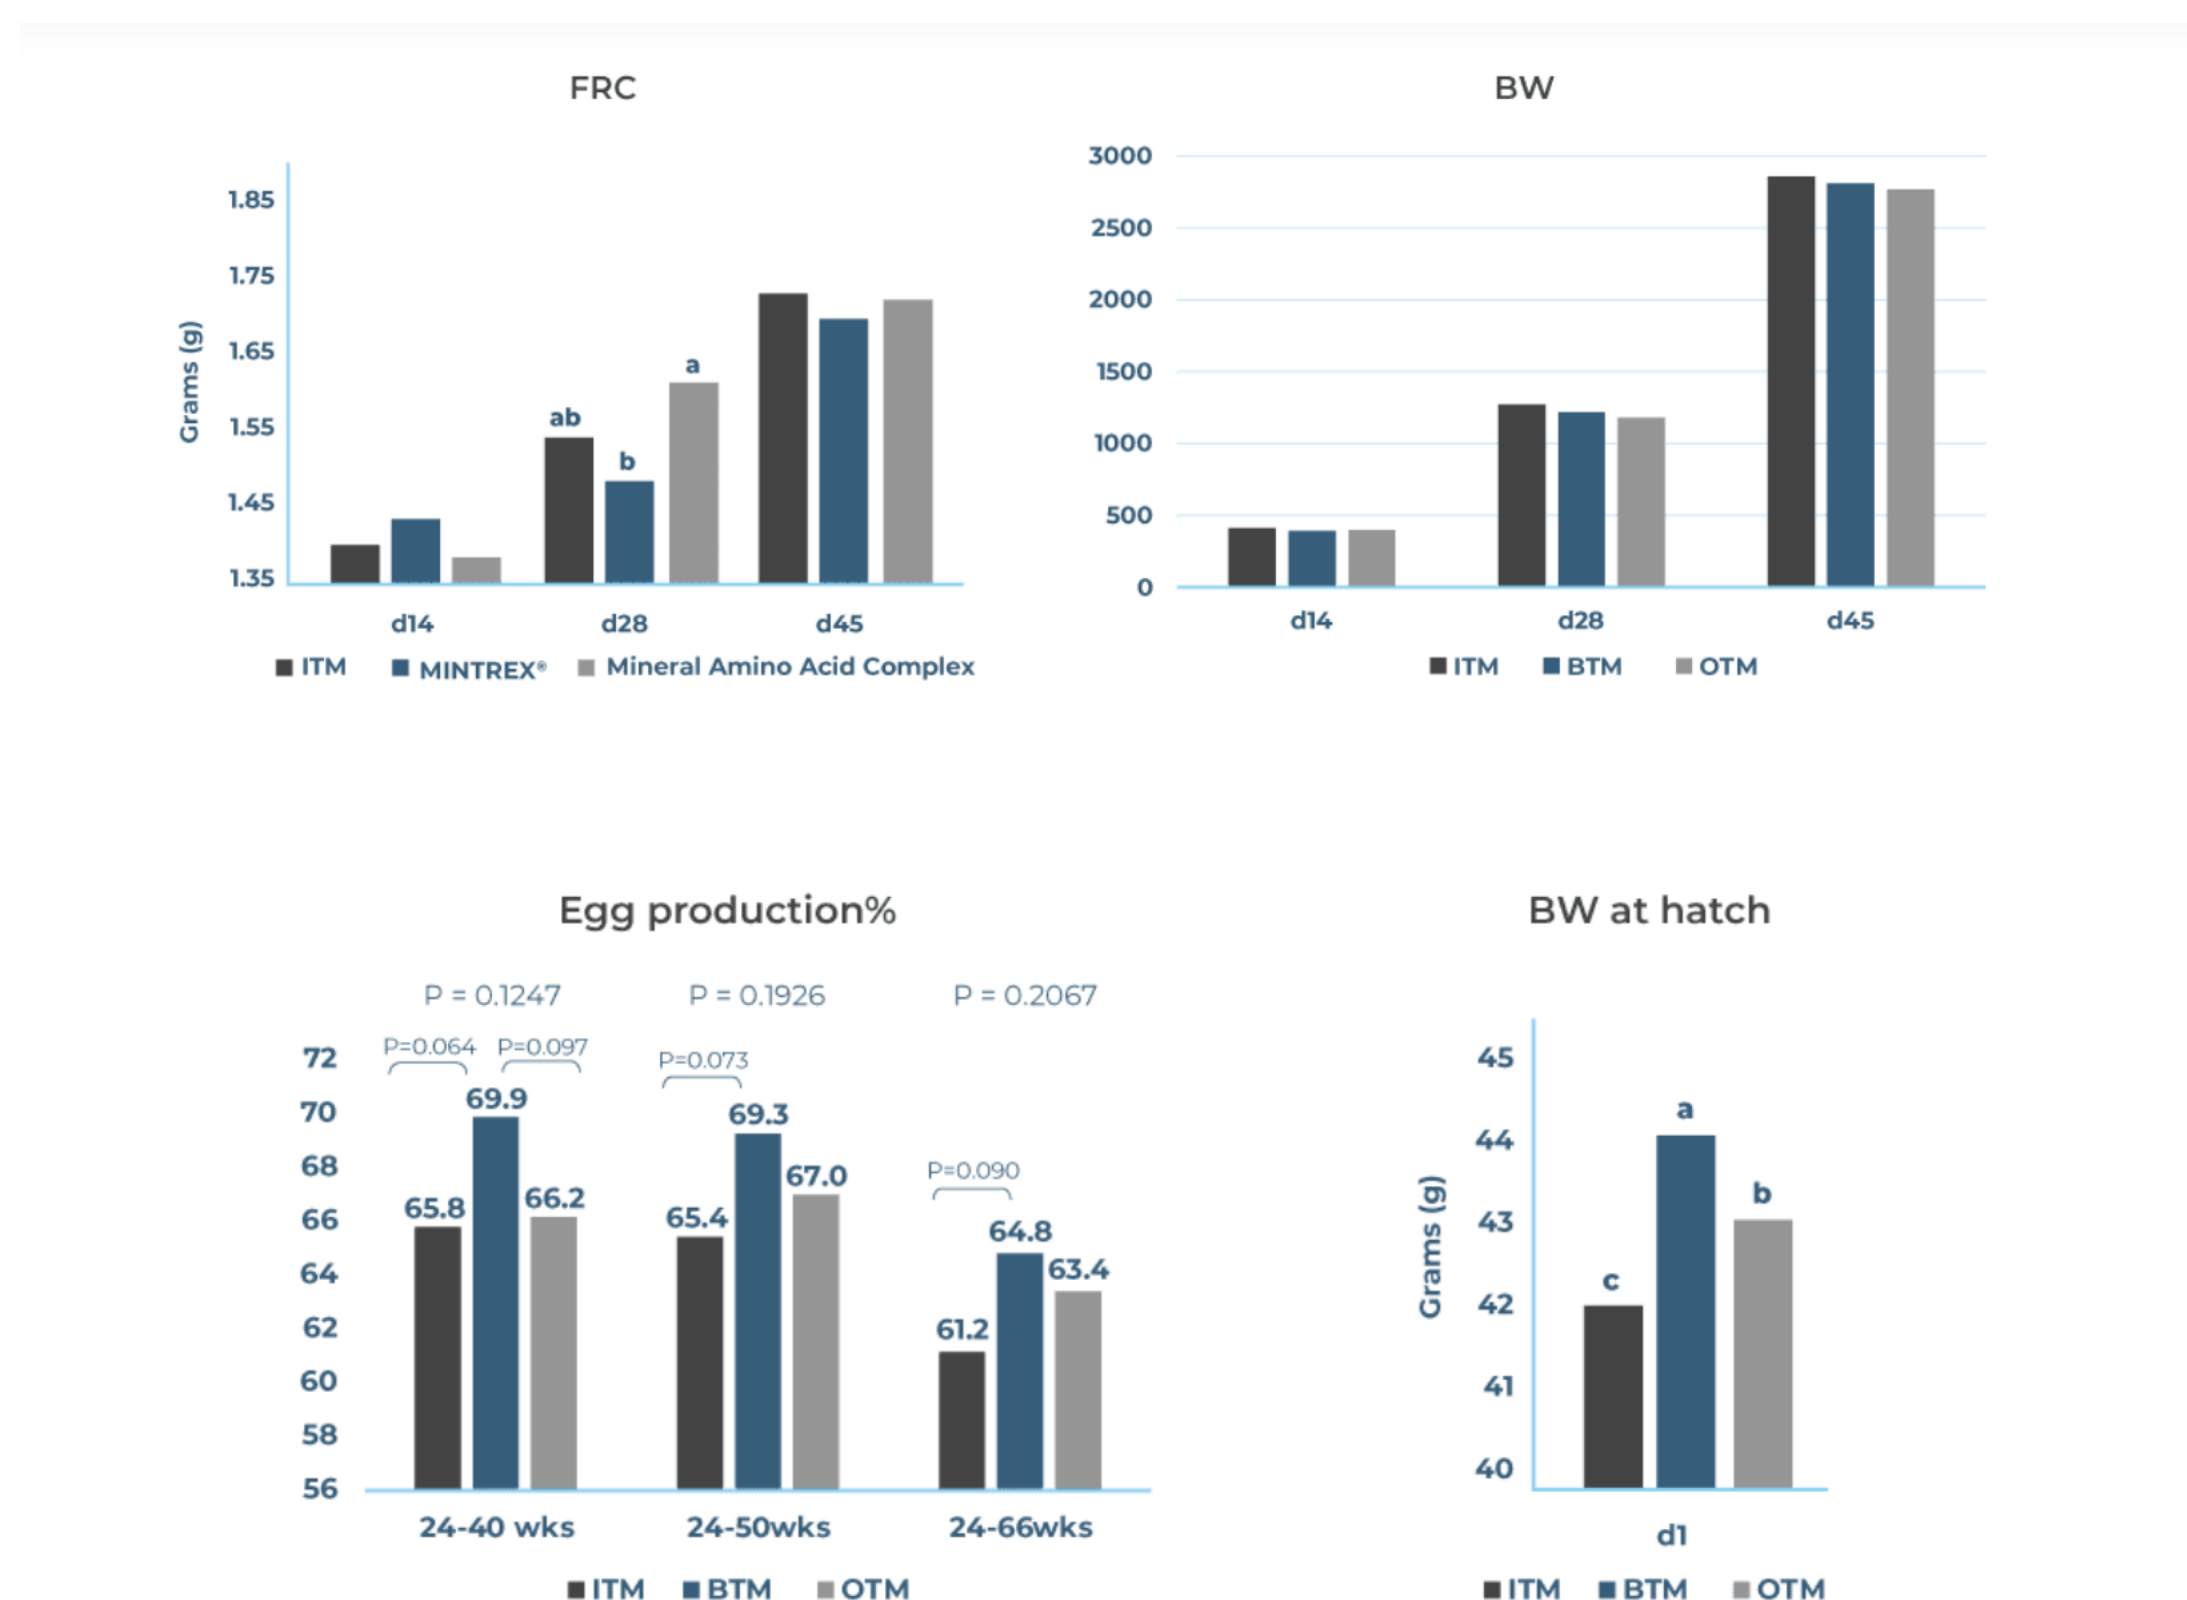 FRC
Grams (g)
1.85
1.75
1.65
1.55
1.45
1.35
ab
b
a
d14 d28 d45
ITM MINTREX® Mineral Amino Acid Complex
BW
3000
2500
2000
1500
1000
500
0
d14 d28 d45
ITM BTM OTM
Egg production%
P = 0.1247 P = 0.1926 P = 0.2067
P=0.064 P=0.097 P=0.073 P=0.090
72
70
68
66
64
62
60
58
56
65.8 69.9 66.2
65.4 69.3 67.0
61.2 64.8 63.4
24-40 wks 24-50wks 24-66wks
ITM BTM OTM
BW at hatch
Grams (g)
45
44
43
42
41
40
c
a
b
d1
ITM BTM OTM